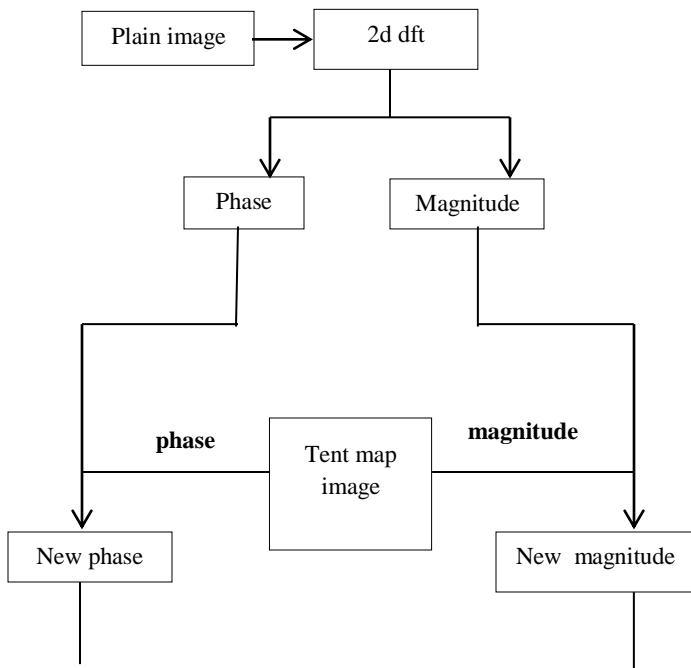 Plain image
2d dft
Phase
Magnitude
phase
magnitude
Tent map
image
New phase
New magnitude